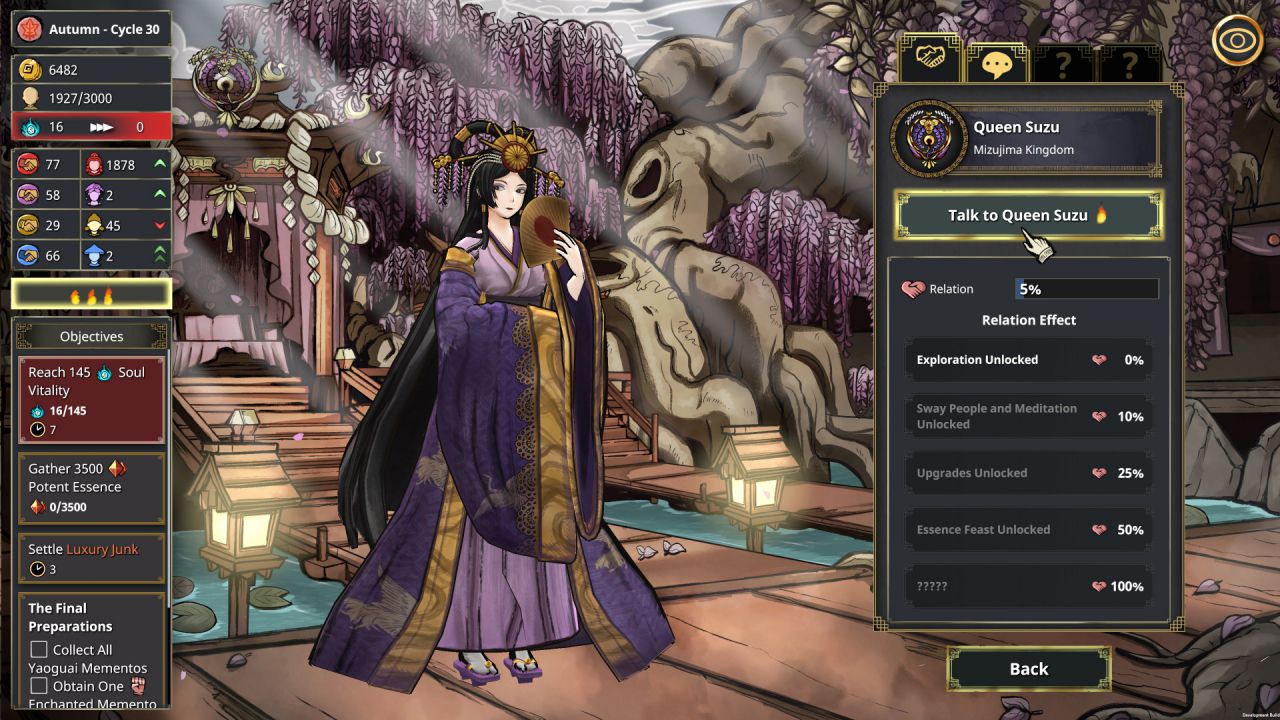 Autumn - Cycle 30
6482
1927/3000
16 0
77 1878
58 2
29 45
66 2
Objectives
Reach 145 Soul
Vitality
16/145
7
Gather 3500
Potent Essence
0/3500
Settle Luxury Junk
3
The Final
Preparations
Collect All
Yaoguai Mementos
Obtain One
Enchanted Memento
? ?
Queen Suzu
Mizujima Kingdom
Talk to Queen Suzu
Relation 5%
Relation Effect
Exploration Unlocked 0%
Sway People and Meditation
Unlocked 10%
Upgrades Unlocked 25%
Essence Feast Unlocked 50%
????? 100%
Back
Development Build